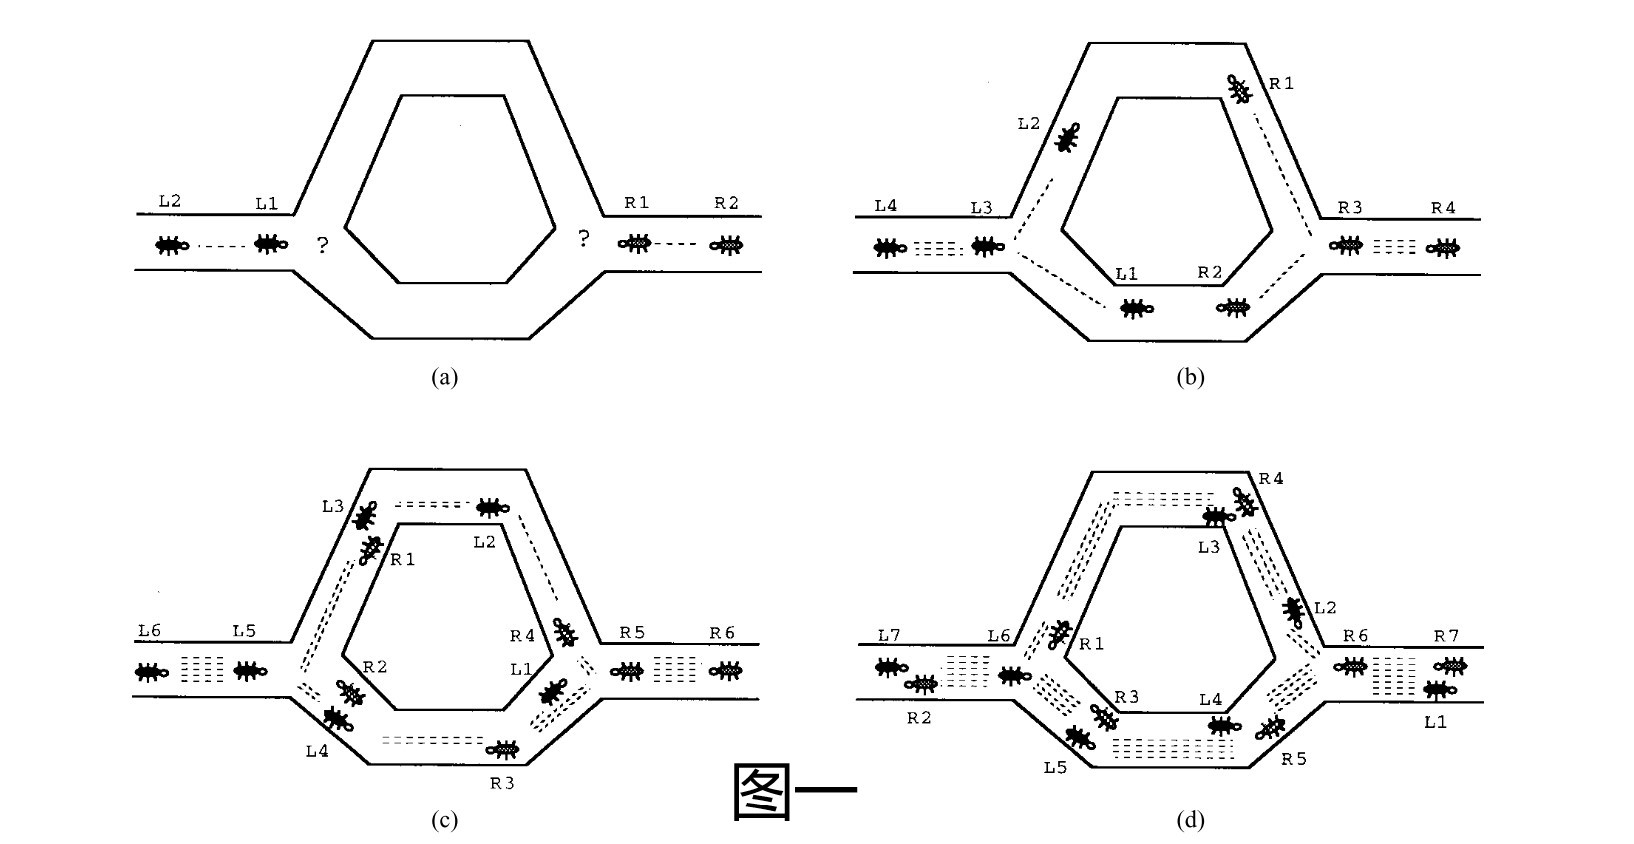 L2 L1 R1 R2
? ?
(a)
R1
L2
L4 L3 R3 R4
L1 R2
(b)
L3
R1 L2
L6 L5 R4 R5 R6
R2 L1
L4
R3
(c)
R4
L3
L2
L7 L6 R1 R6 R7
R3 L4
R2 L1
L5 R5
(d)
图一